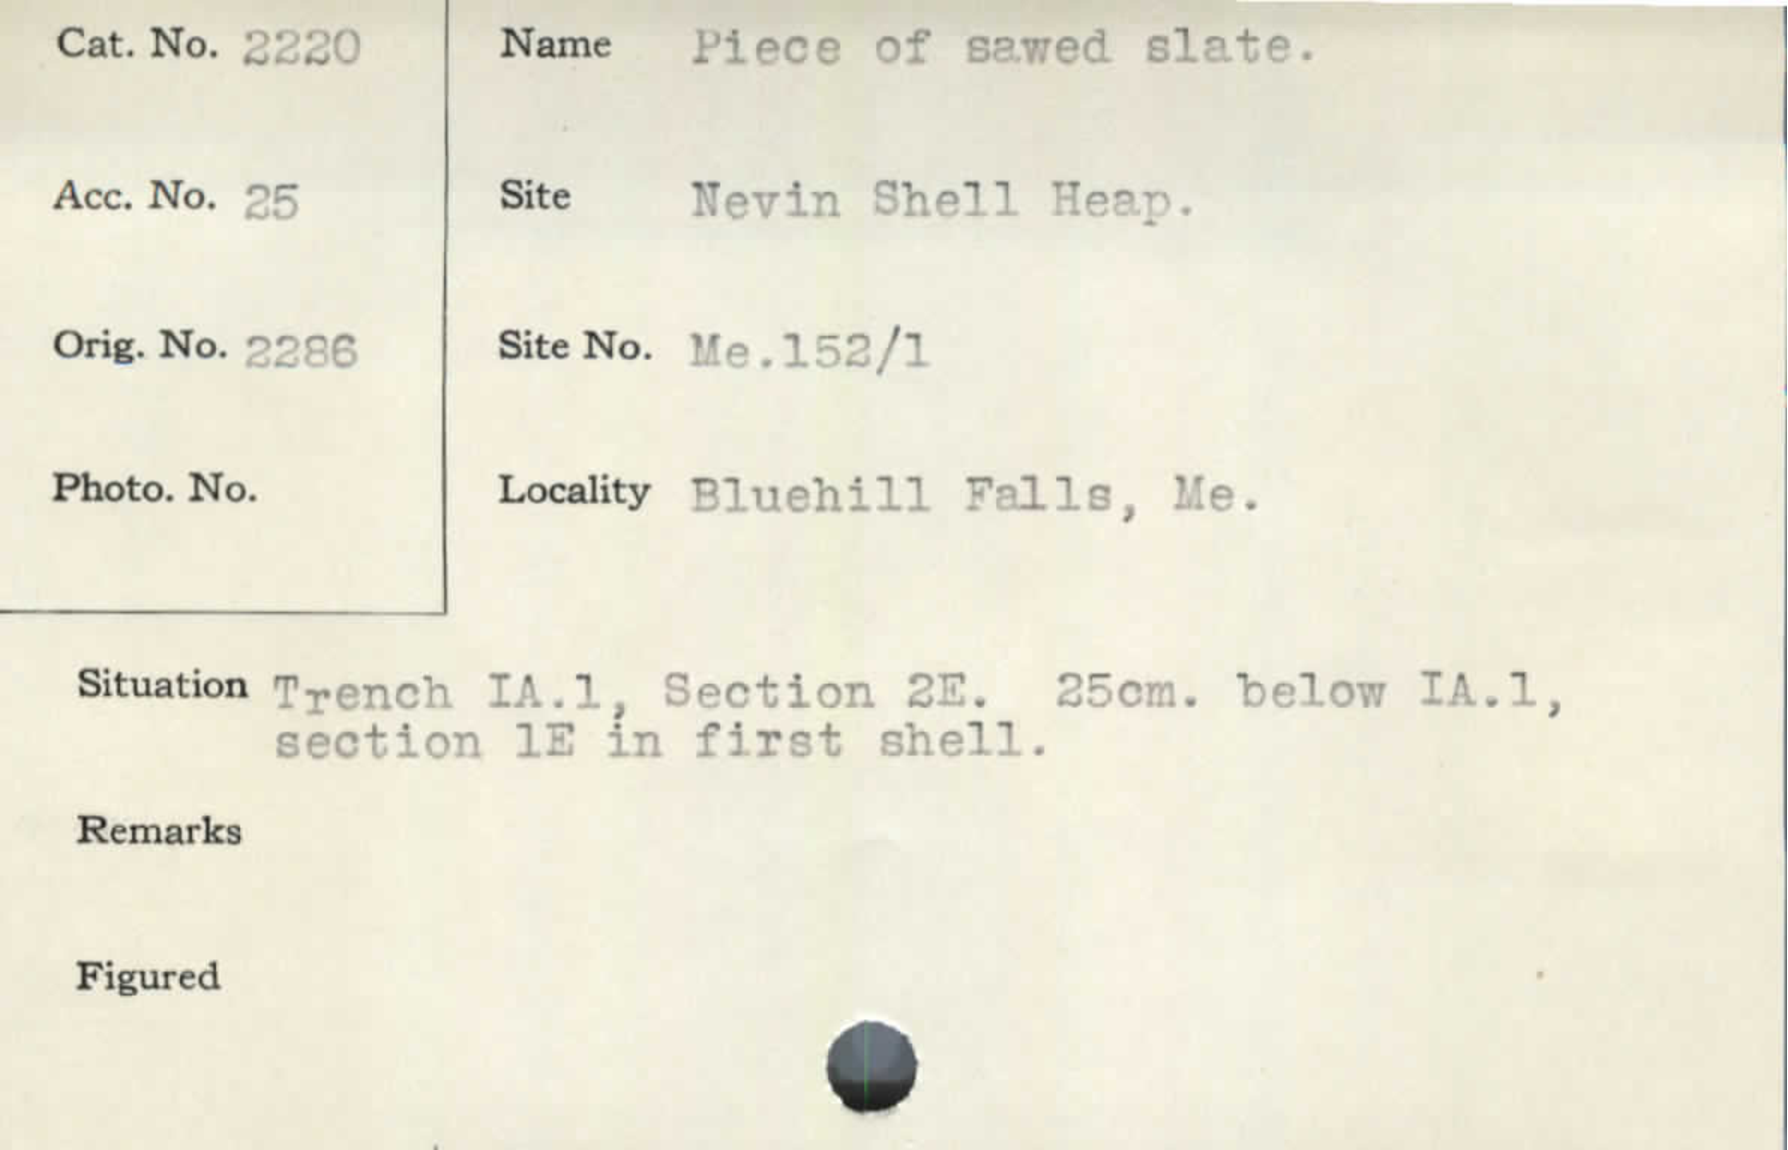 Cat. No. 2220 Name Piece of sawed slate.
Acc. No. 25 Site Nevin Shell Heap.
Orig. No. 2286 Site No. Me.152/1
Photo. No. Locality Bluehill Falls, Me.
Situation Trench IA.1, Section 2E. 25cm. below IA.1,
section 1E in first shell.
Remarks
Figured